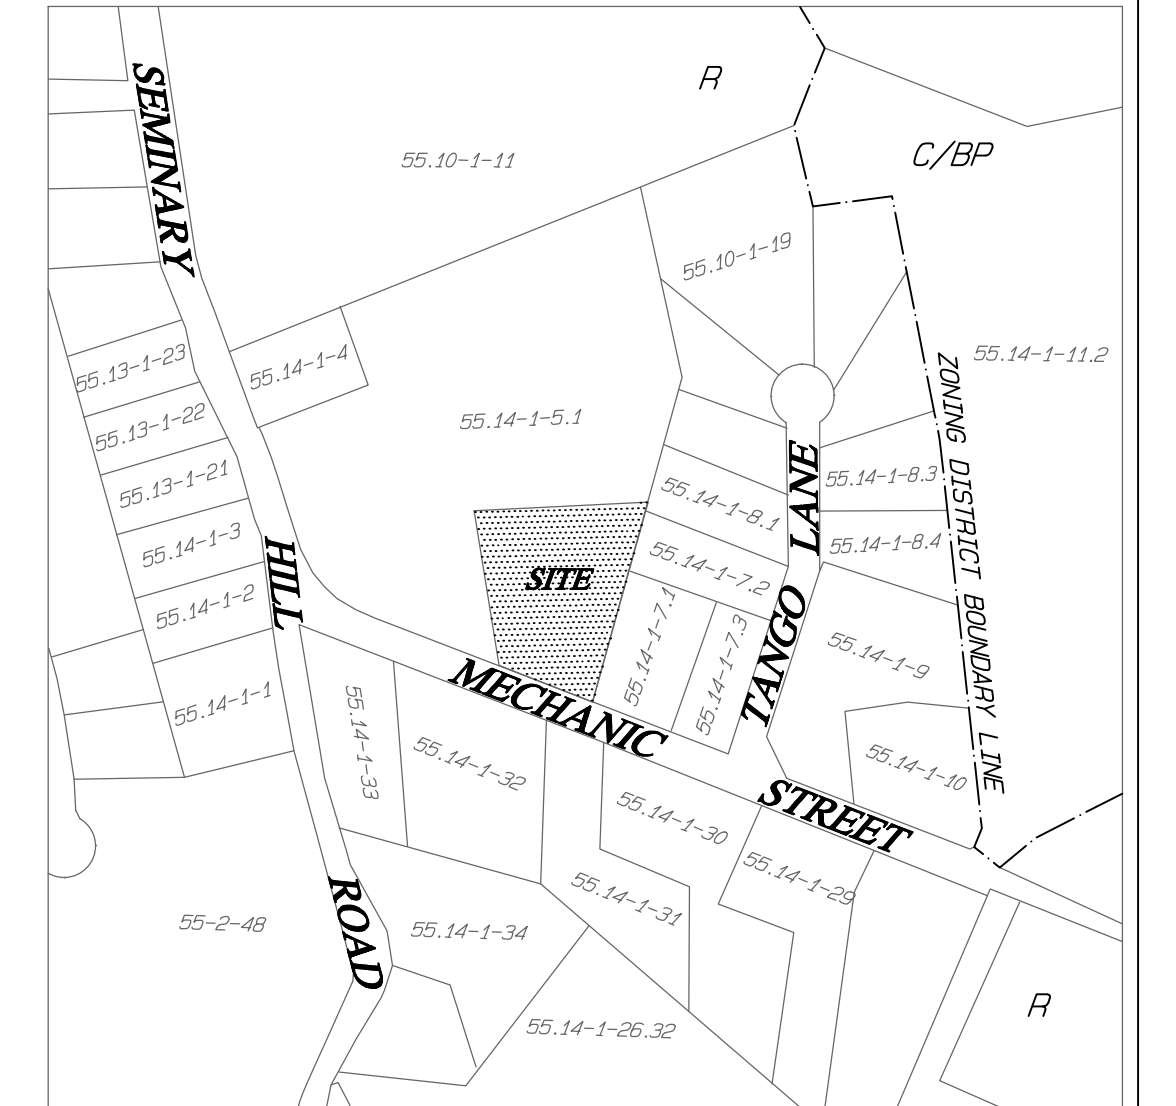 R
SEMINARY
C/BP
55.10-1-11
55.10-1-19
55.13-1-23
55.14-1-4
55.14-1-11.2
55.13-1-22
55.14-1-5.1
55.13-1-21
55.14-1-8.3
55.14-1-8.1
LANE
ZONING DISTRICT BOUNDARY LINE
55.14-1-3
55.14-1-8.4
55.14-1-7.2
SITE
HILL
55.14-1-2
55.14-1-7.1
55.14-1-7.3
TANGO
55.14-1-9
55.14-1-1
MECHANIC
55.14-1-33
55.14-1-32
55.14-1-10
STREET
55.14-1-30
55.14-1-29
55.14-1-31
ROAD
55-2-48
55.14-1-34
R
55.14-1-26.32